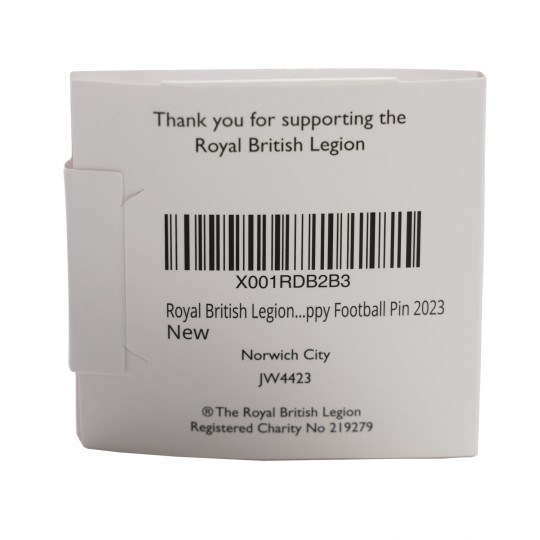 Thank you for supporting the
Royal British Legion
X001RDB2B3
Royal British Legion...ppy Football Pin 2023
New
Norwich City
JW4423
® The Royal British Legion
Registered Charity No 219279